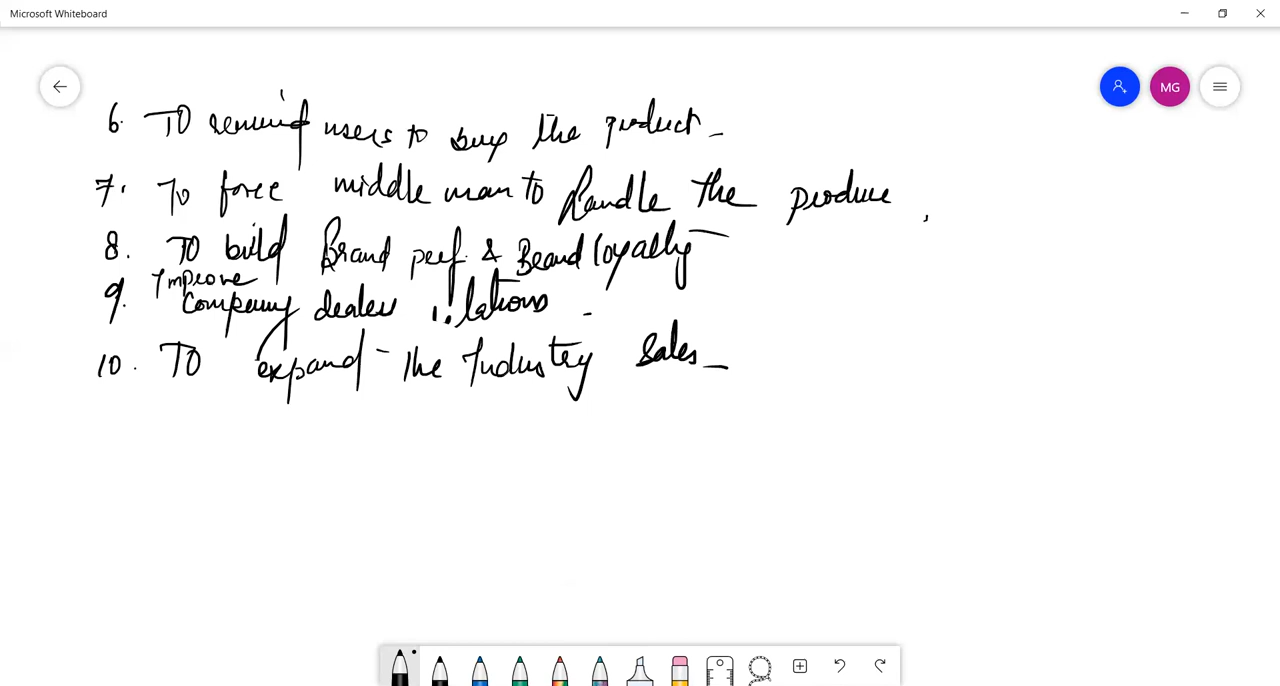 Microsoft Whiteboard
MG
6. To remind users to buy the product
7. To force middle man to Handle the produce
8. To build Brand pref. & Brand loyalty
Improve
9. Company dealer
10. To expand the Industry sales